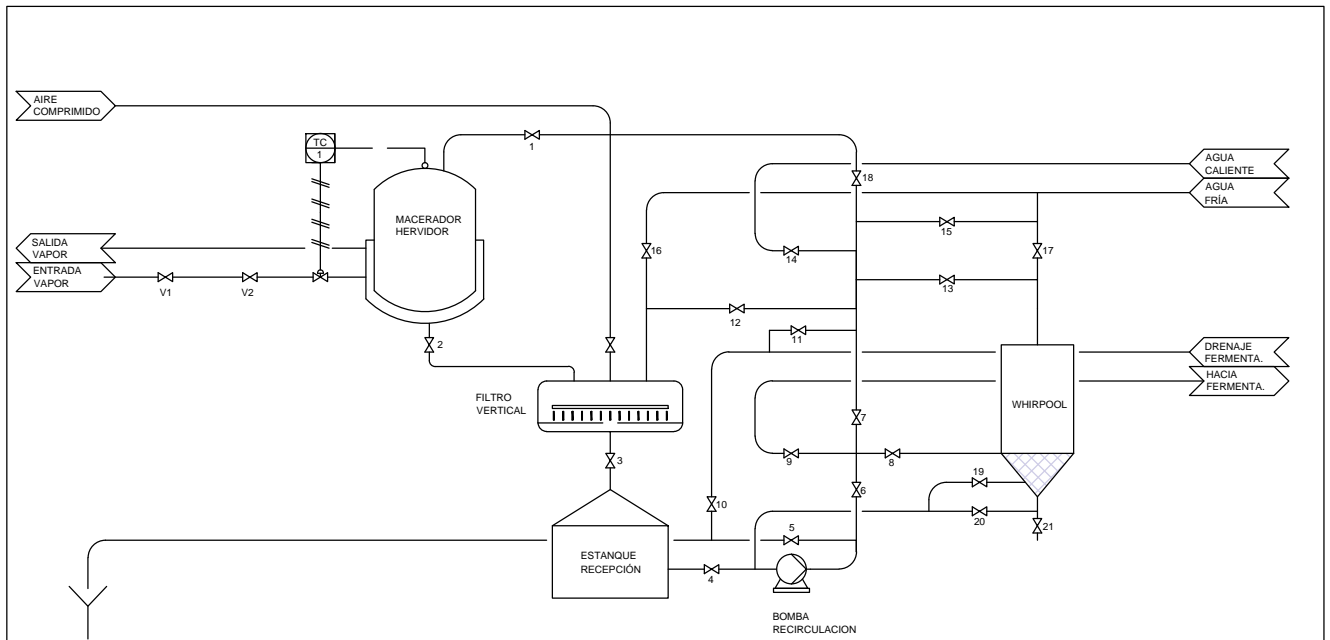 AIRE
COMPRIMIDO
TC
1
1
AGUA
CALIENTE
18
AGUA
FRÍA
MACERADOR
HERVIDOR
15
SALIDA
VAPOR
16
14
17
ENTRADA
VAPOR
V1
V2
13
12
2
11
DRENAJE
FERMENTA.
HACIA
FERMENTA.
FILTRO
VERTICAL
WHIRPOOL
7
3
9
8
19
6
10
20
21
5
ESTANQUE
RECEPCIÓN
4
BOMBA
RECIRCULACION